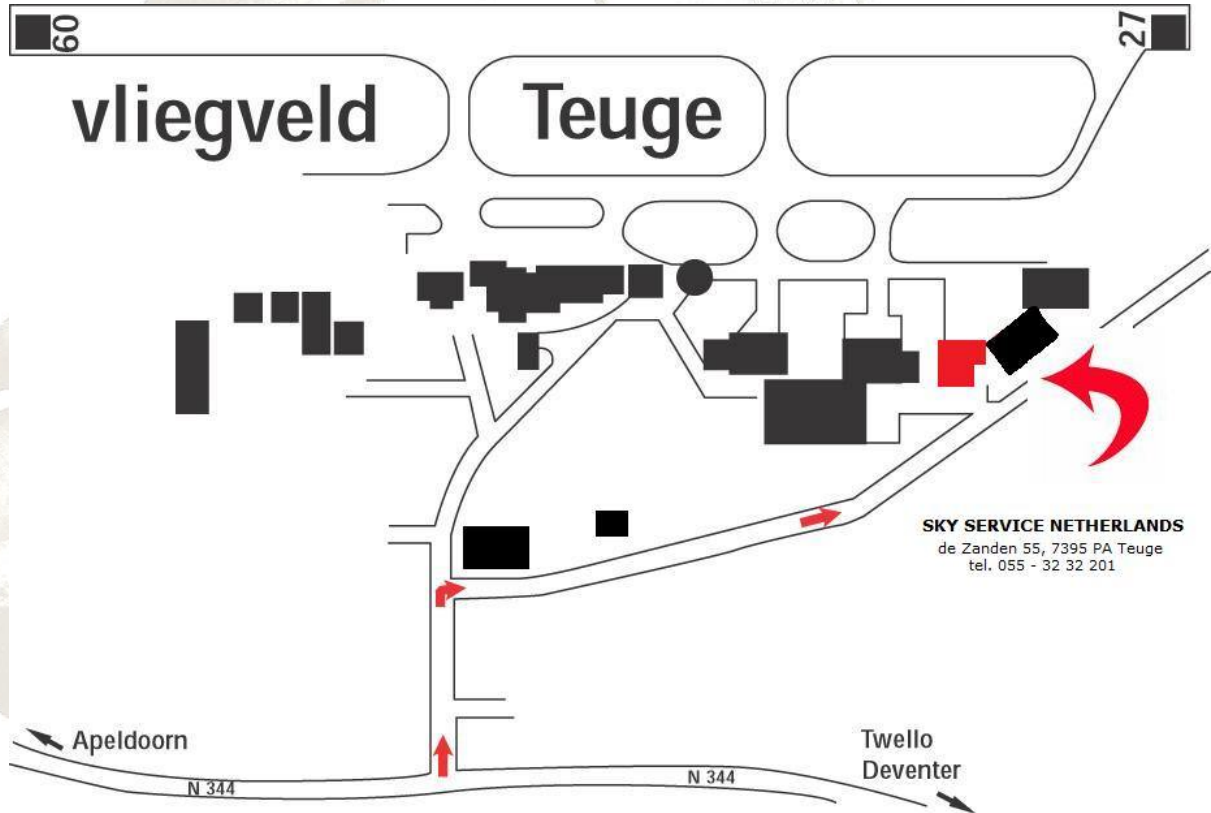 09
27
vliegveld Teuge
SKY SERVICE NETHERLANDS
de Zanden 55, 7395 PA Teuge
tel. 055 - 32 32 201
Apeldoorn
Twello
Deventer
N 344
N 344